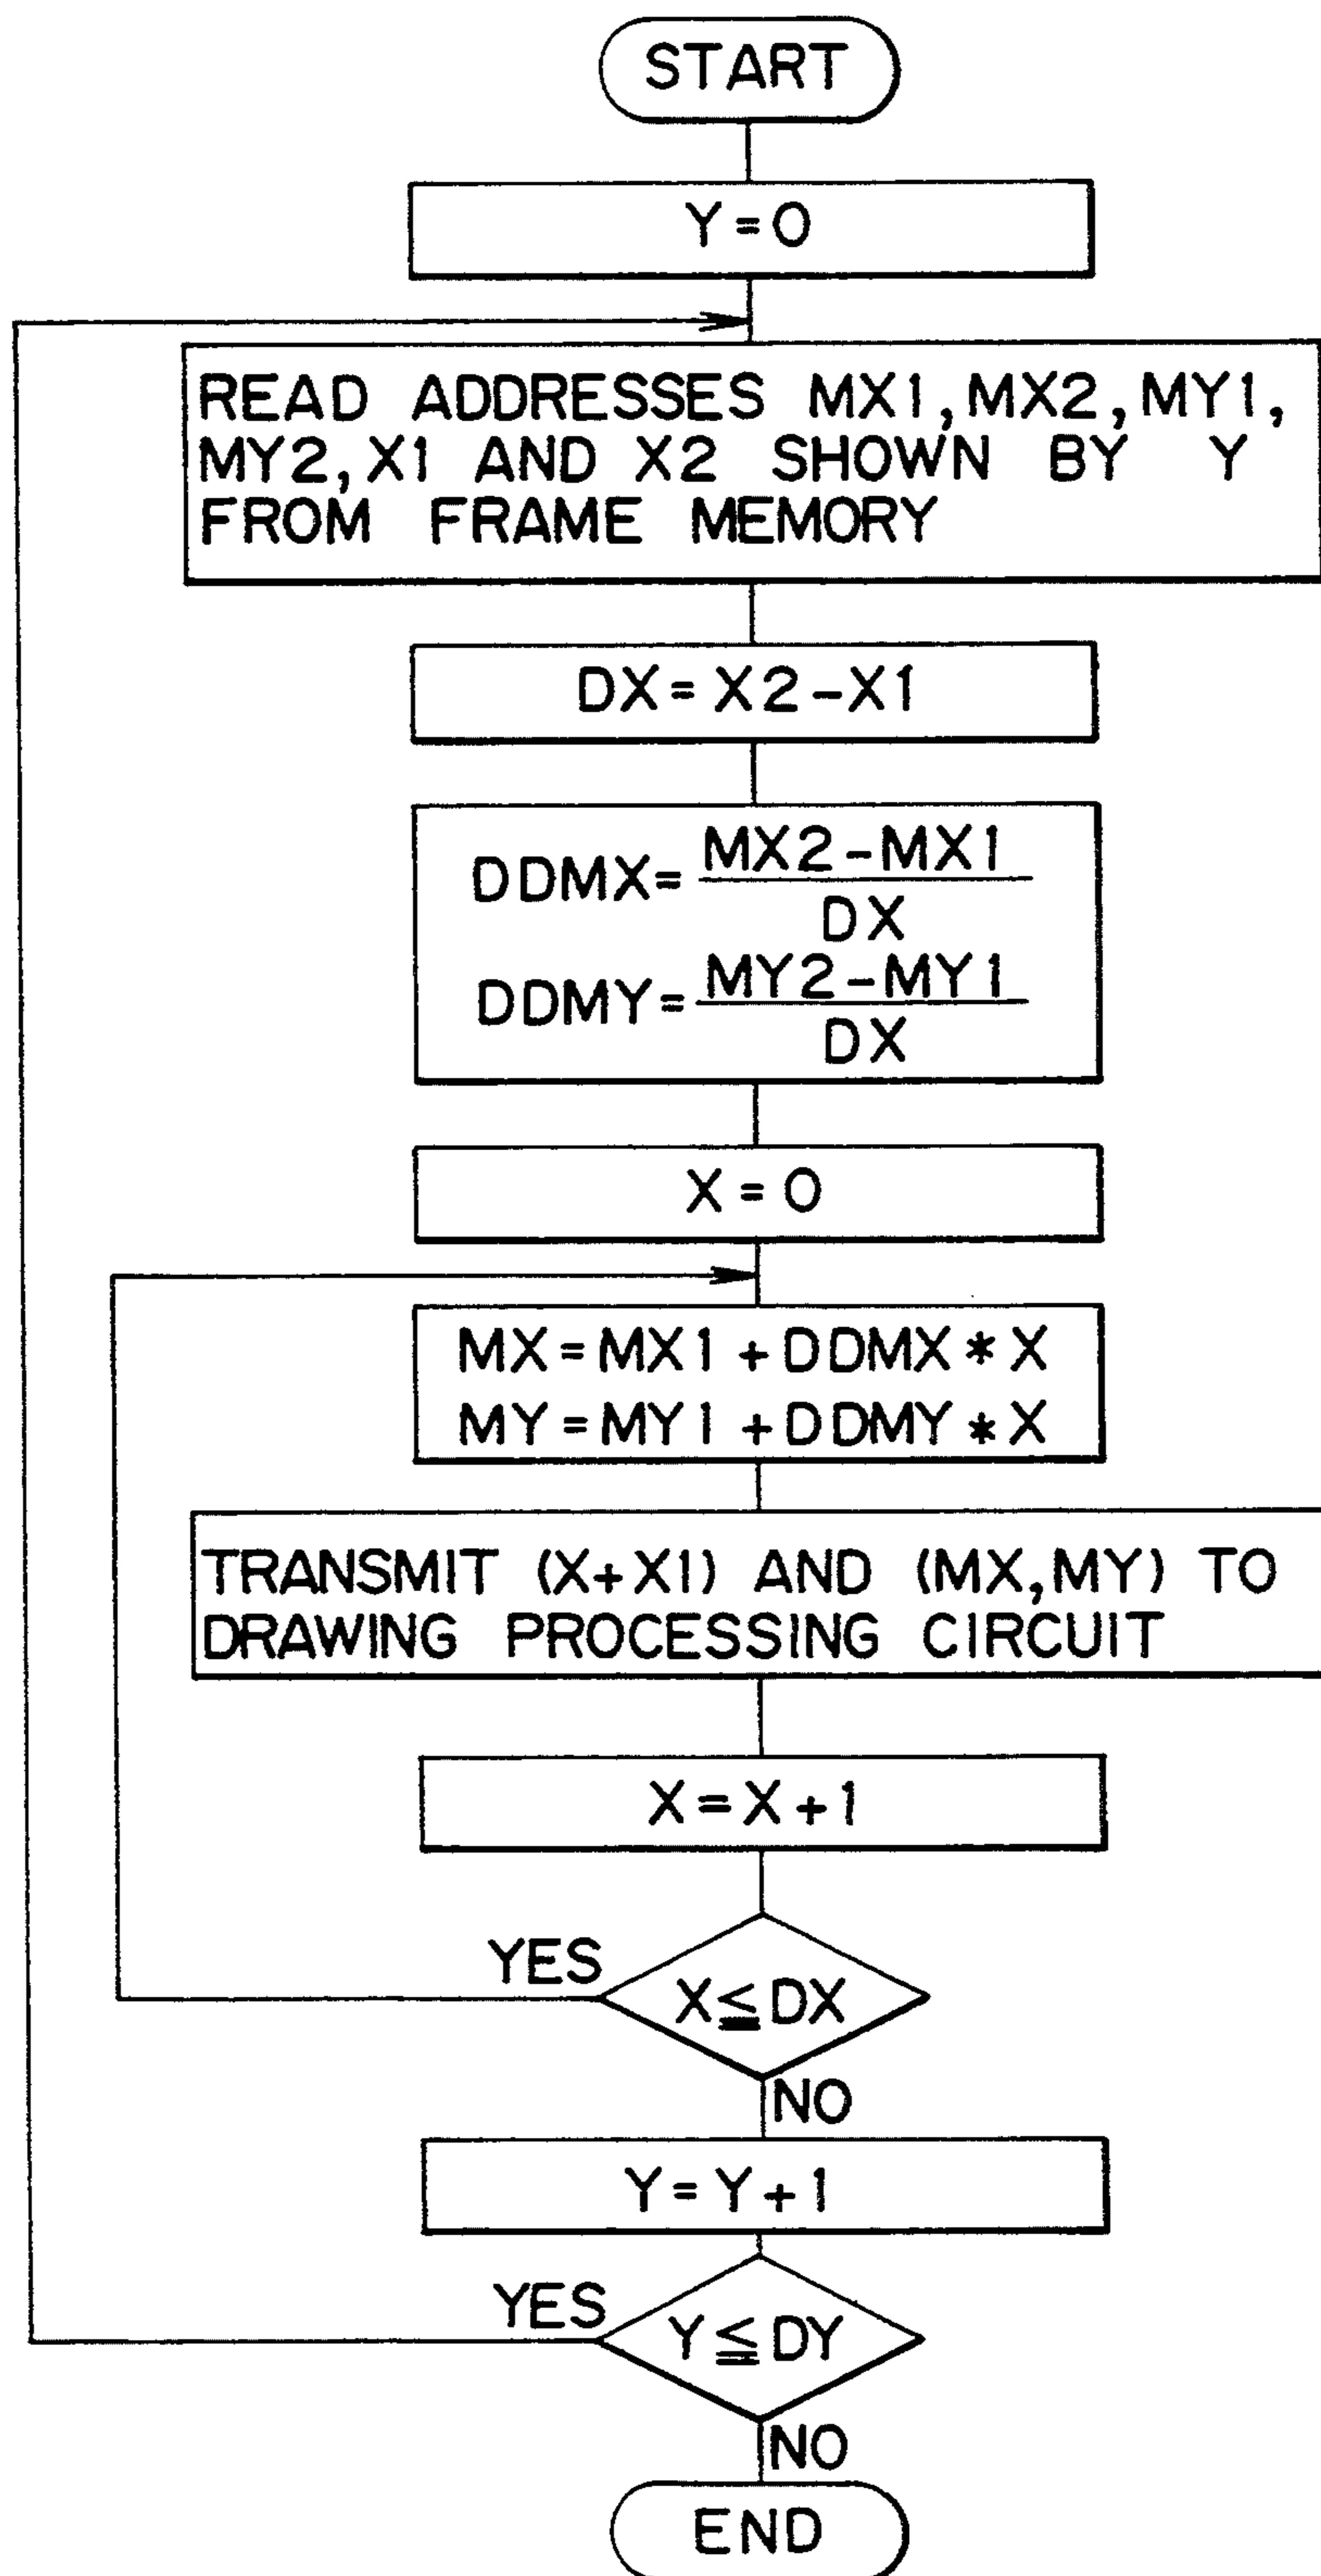 START
Y=0
READ ADDRESSES MX1, MX2, MY1,
MY2, X1 AND X2 SHOWN BY Y
FROM FRAME MEMORY
DX=X2-X1
DDMX= MX2-MX1
DX
DDMY= MY2-MY1
DX
X=0
MX=MX1+DDMX*X
MY=MY1+DDMY*X
TRANSMIT (X+X1) AND (MX,MY) TO
DRAWING PROCESSING CIRCUIT
X=X+1
YES
X≦DX
NO
Y=Y+1
YES
Y≦DY
NO
END